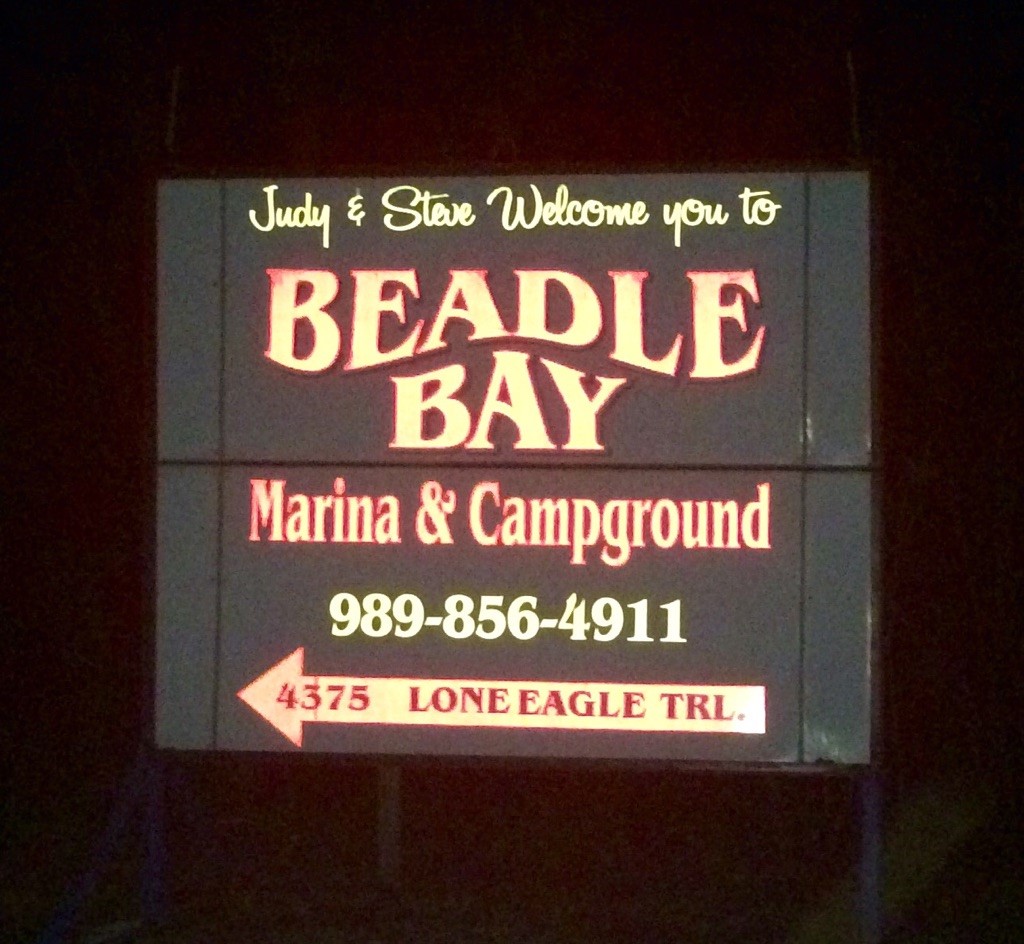 Judy & Steve Welcome you to
BEADLE
BAY
Marina & Campground
989-856-4911
4375 LONE EAGLE TRL.